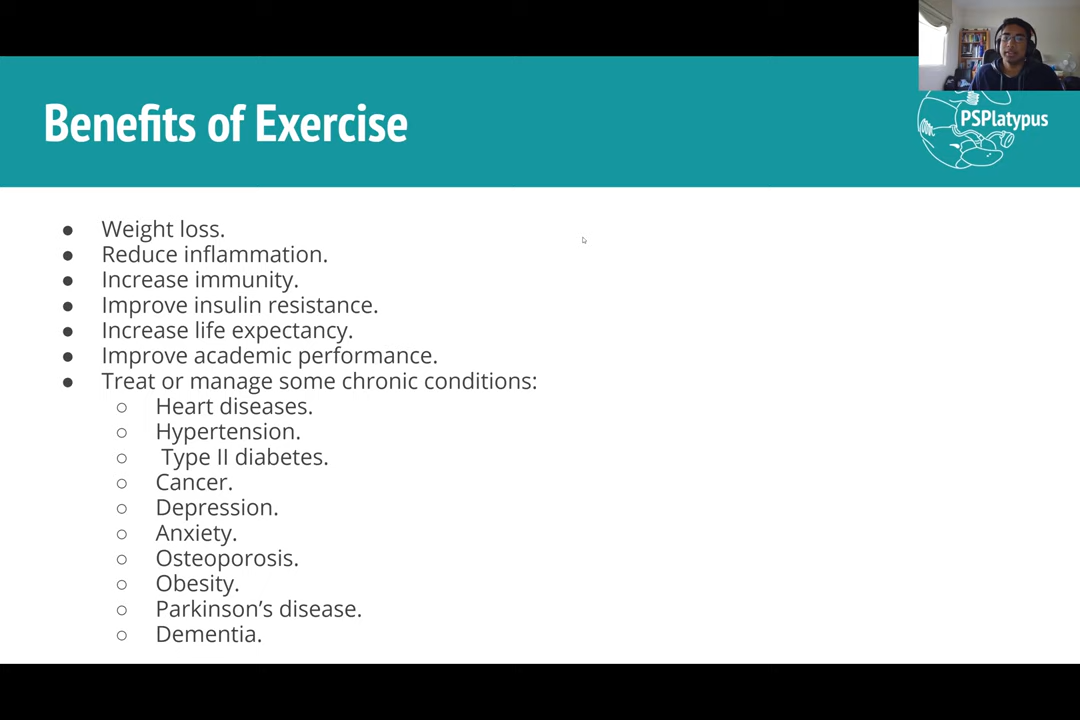 Benefits of Exercise
PSPlatypus
● Weight loss.
● Reduce inflammation.
● Increase immunity.
● Improve insulin resistance.
● Increase life expectancy.
● Improve academic performance.
● Treat or manage some chronic conditions:
○ Heart diseases.
○ Hypertension.
○ Type II diabetes.
○ Cancer.
○ Depression.
○ Anxiety.
○ Osteoporosis.
○ Obesity.
○ Parkinson’s disease.
○ Dementia.